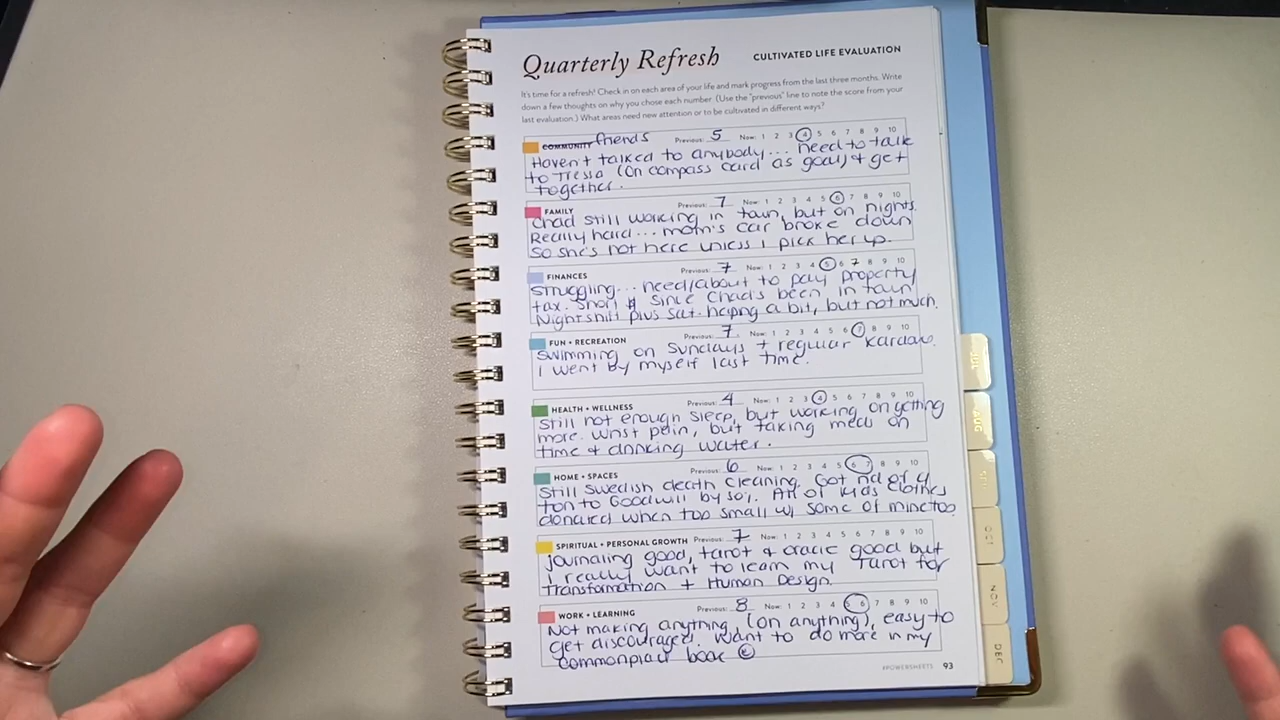 Quarterly Refresh CULTIVATED LIFE EVALUATION
It's time for a refresh! Check in on each area of your life and mark progress from the last three months. Write
down a few thoughts on why you chose each number. (Use the "previous" line to note the score from your
last evaluation.) What areas need new attention or to be cultivated in different ways?
COMMUNITY friends Previous: 5 Now: 1 2 3 4 5 6 7 8 9 10
Haven't talked to anybody... need to talk
to Tressa (on compass card as goal) & get
together.
FAMILY Previous: 7 Now: 1 2 3 4 5 6 7 8 9 10
Chad still working in town, but on nights.
Really hard... mom's car broke down
so she's not here unless I pick her up.
FINANCES Previous: 7 Now: 1 2 3 4 5 6 7 8 9 10
Struggling... need/about to pay property
tax. Short $ since Chad's been in town.
Nightshift plus Sat. helping a bit, but not much.
FUN + RECREATION Previous: 7 Now: 1 2 3 4 5 6 7 8 9 10
Swimming on Sundays + regular
I went by myself last time.
HEALTH + WELLNESS Previous: 4 Now: 1 2 3 4 5 6 7 8 9 10
Still not enough sleep, but working on getting
more. Wrist pain, but taking meds on
time & drinking water.
HOME + SPACES Previous: 6 Now: 1 2 3 4 5 6 7 8 9 10
Still Swedish death cleaning. Got rid of a
ton to Goodwill by so1. All of kids clothes
donated when too small w/ some of mine too.
SPIRITUAL + PERSONAL GROWTH Previous: 7 Now: 1 2 3 4 5 6 7 8 9 10
Journaling good, tarot & oracle good but
I really want to learn my Tarot for
Transformation + Human Design.
WORK + LEARNING Previous: 8 Now: 1 2 3 4 5 6 7 8 9 10
Not making anything (on anything), easy to
get discouraged, want to do more in my
commonplace book
#POWERSHEETS 93
JUL
AUG
SEP
OCT
NOV
DEC